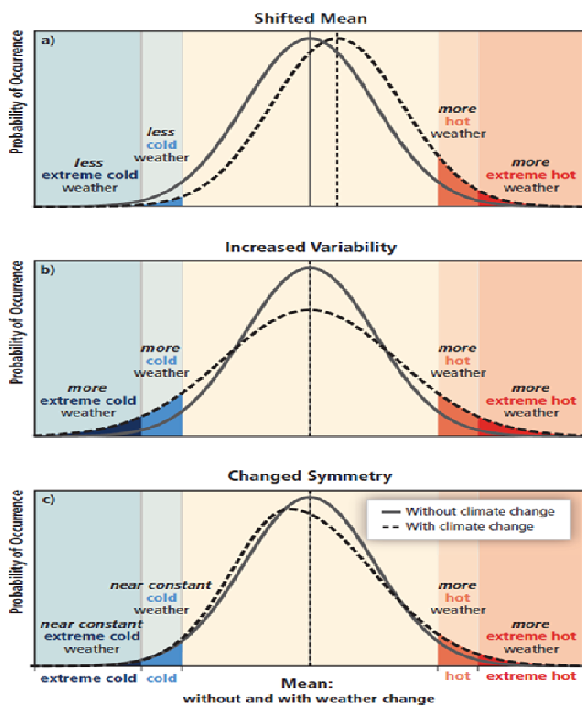 Shifted Mean
a)
Probability of Occurrence
less
cold
weather
less
extreme cold
weather
more
hot
weather
more
extreme hot
weather
Increased Variability
b)
Probability of Occurrence
more
cold
weather
more
extreme cold
weather
more
hot
weather
more
extreme hot
weather
Changed Symmetry
c)
Probability of Occurrence
Without climate change
With climate change
near constant
cold
weather
near constant
extreme cold
weather
more
hot
weather
more
extreme hot
weather
extreme cold
cold
Mean:
without and with weather change
hot
extreme hot